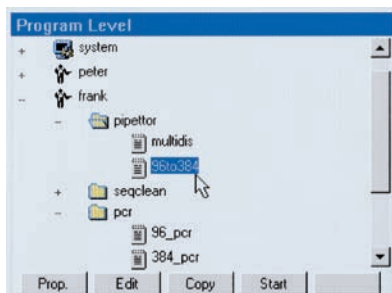 Program Level
+ system
+ peter
- frank
- pipettor
multidis
96to384
+ seqclean
- pcr
96_pcr
384_pcr
Prop. Edit Copy Start